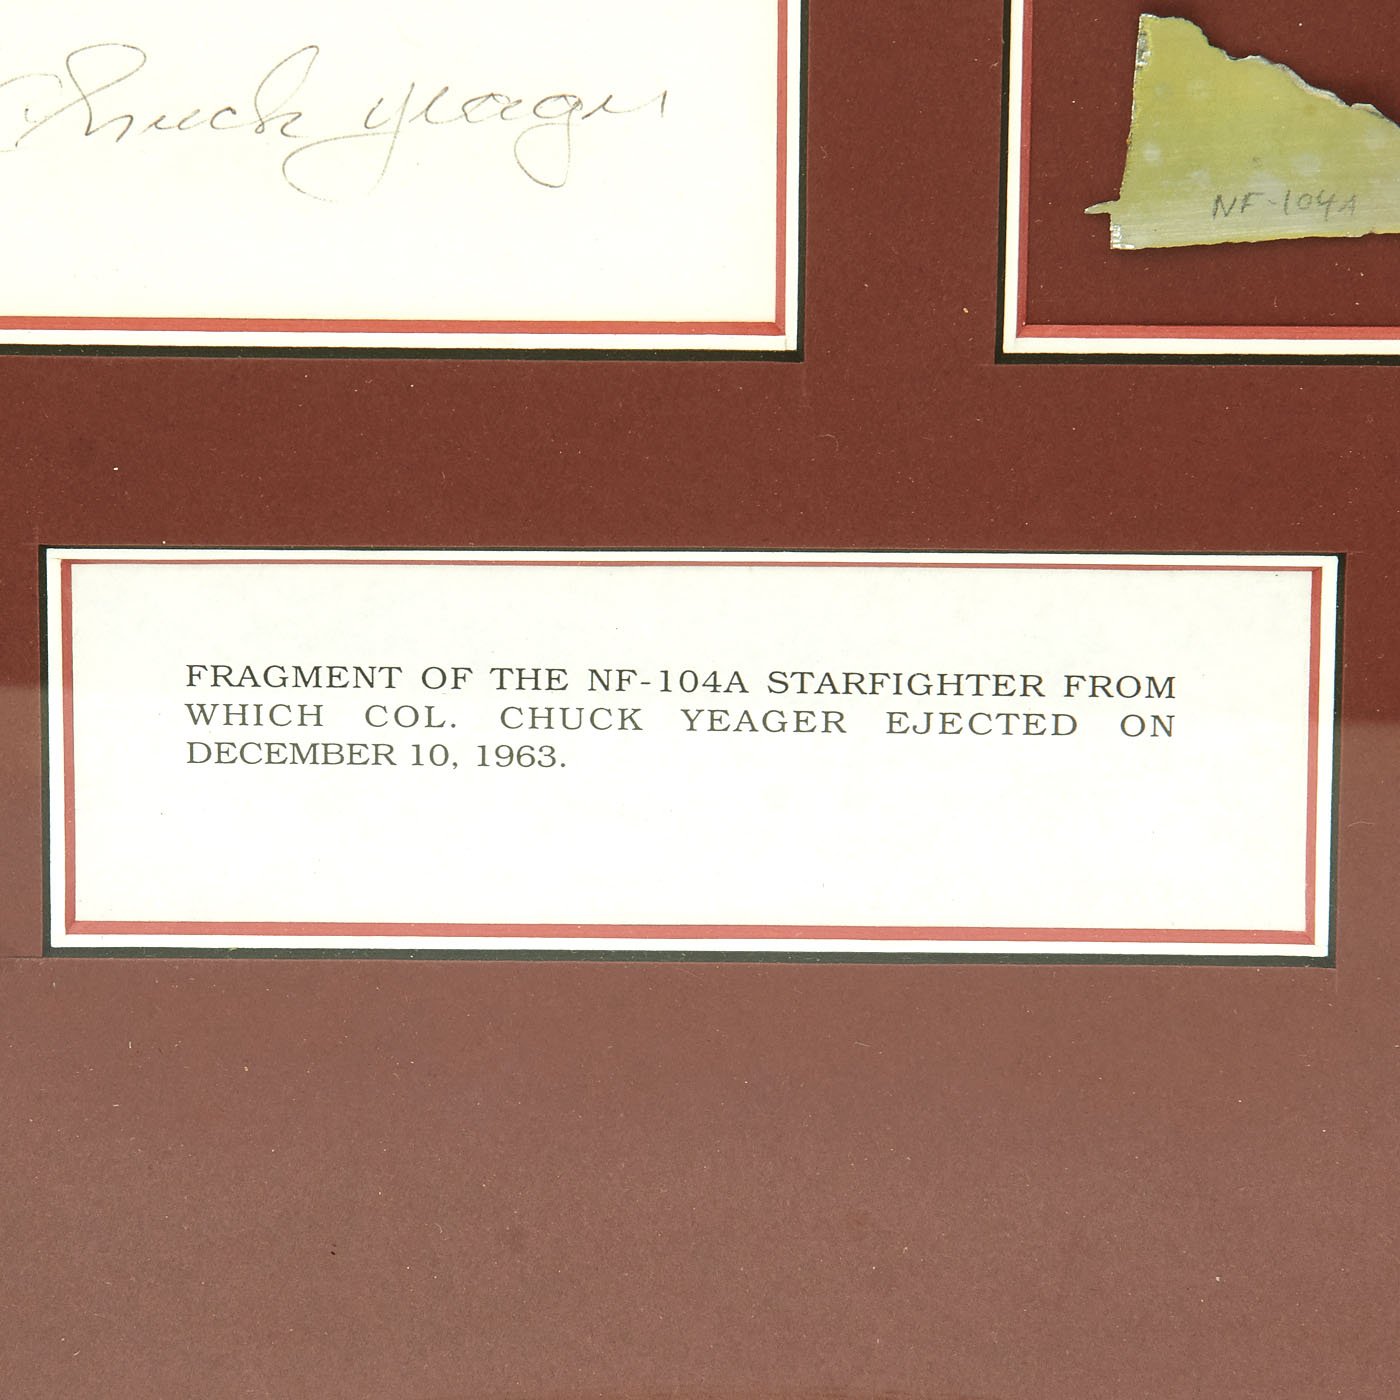 Chuck Yeager
NF-104A
FRAGMENT OF THE NF-104A STARFIGHTER FROM
WHICH COL. CHUCK YEAGER EJECTED ON
DECEMBER 10, 1963.